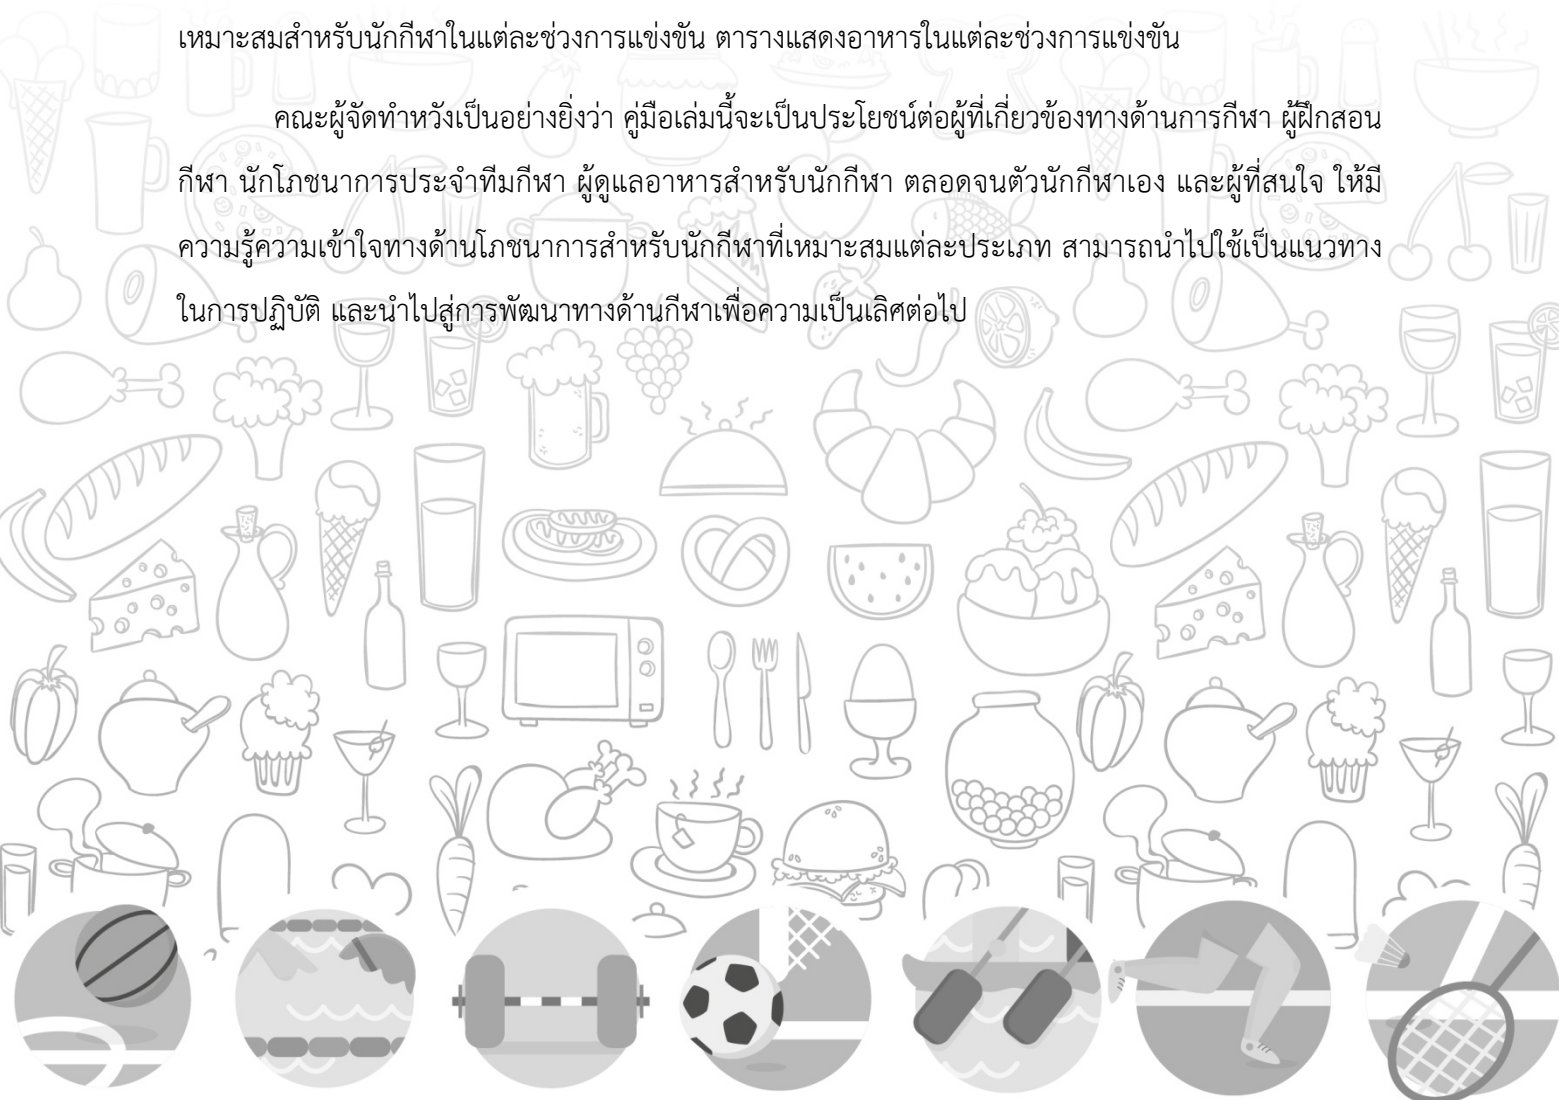 เหมาะสมสำหรับนักกีฬาในแต่ละช่วงการแข่งขัน ตารางแสดงอาหารในแต่ละช่วงการแข่งขัน
คณะผู้จัดทำหวังเป็นอย่างยิ่งว่า คู่มือเล่มนี้จะเป็นประโยชน์ต่อผู้ที่เกี่ยวข้องทางด้านการกีฬา ผู้ฝึกสอน
กีฬา นักโภชนาการประจำทีมกีฬา ผู้ดูแลอาหารสำหรับนักกีฬา ตลอดจนตัวนักกีฬาเอง และผู้ที่สนใจ ให้มี
ความรู้ความเข้าใจทางด้านโภชนาการสำหรับนักกีฬาที่เหมาะสมแต่ละประเภท สามารถนำไปใช้เป็นแนวทาง
ในการปฏิบัติ และนำไปสู่การพัฒนาทางด้านกีฬาเพื่อความเป็นเลิศต่อไป